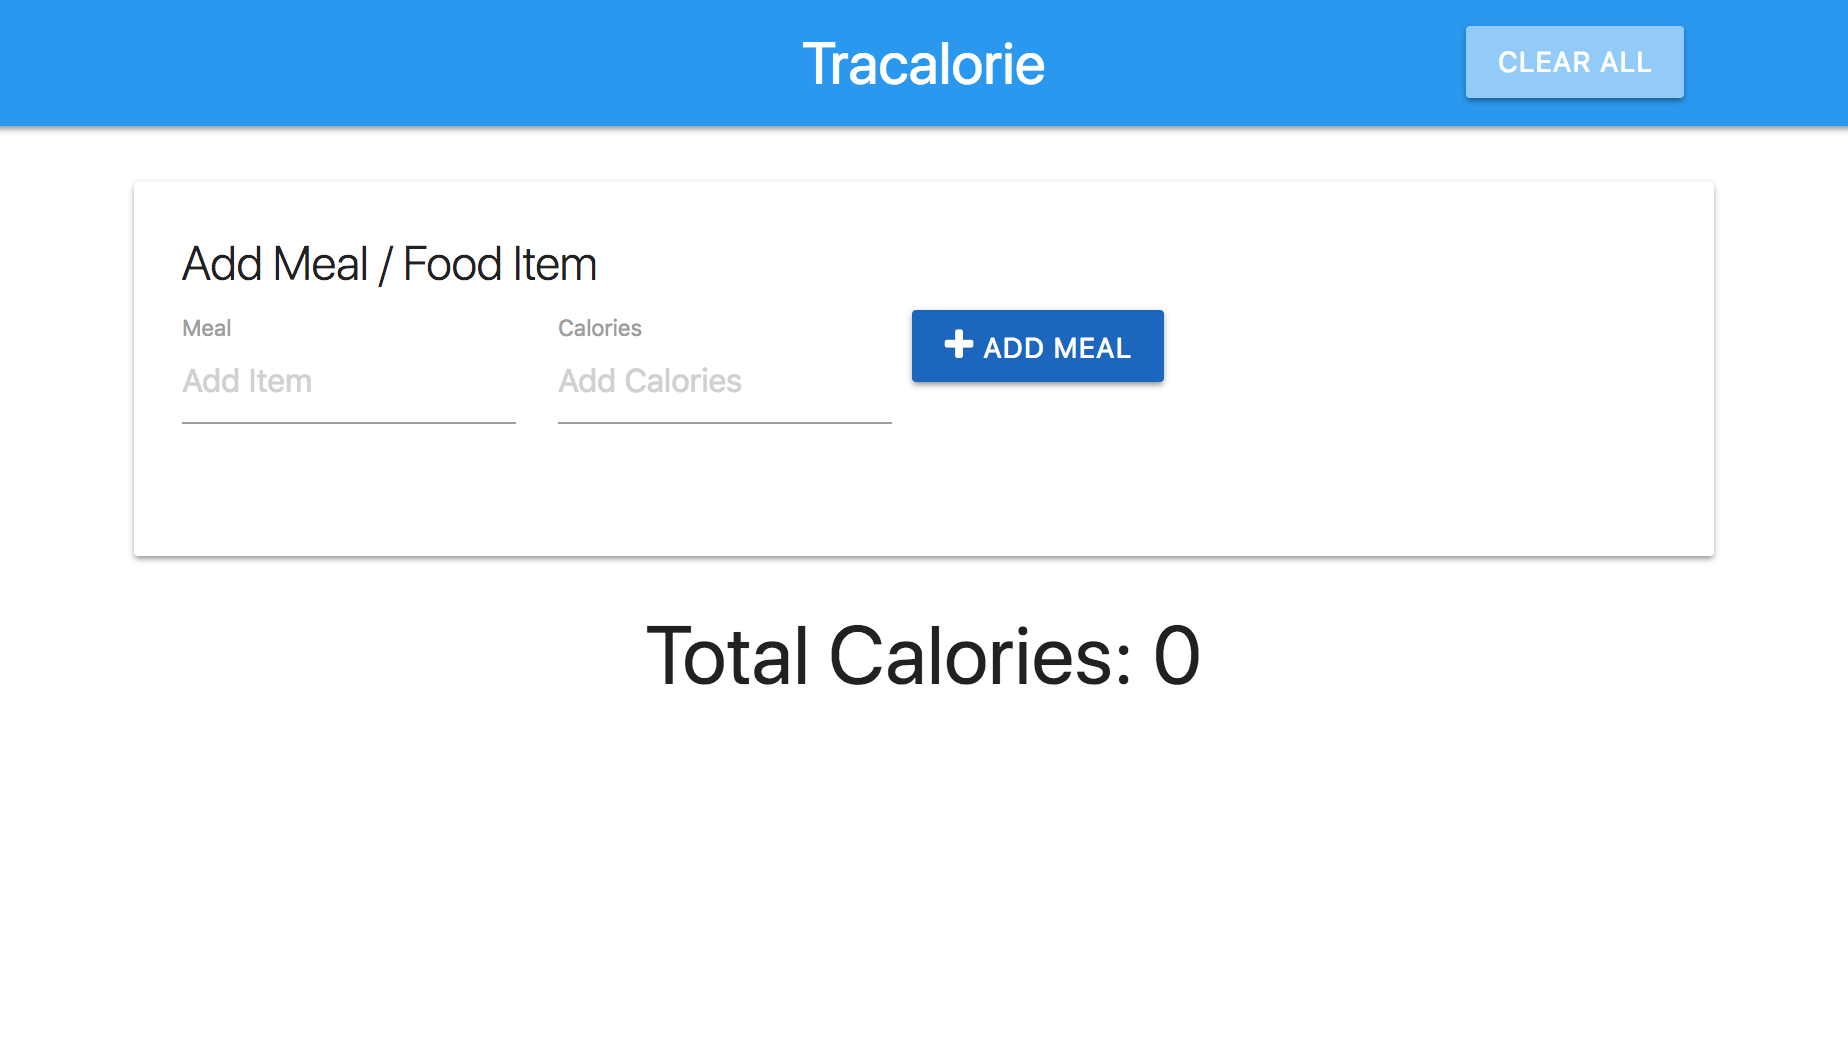 Tracalorie
CLEAR ALL
Add Meal / Food Item
Meal
Calories
Add Item
Add Calories
ADD MEAL
Total Calories: 0